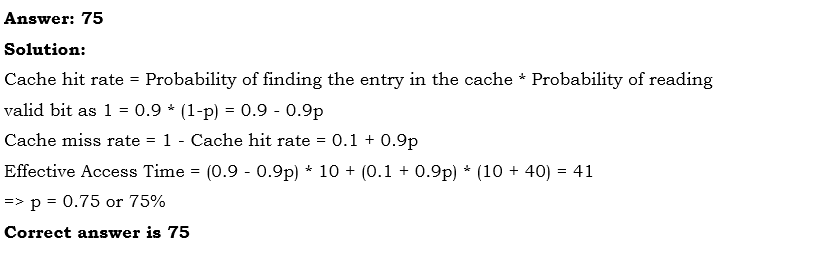 Answer: 75
Solution:
Cache hit rate = Probability of finding the entry in the cache * Probability of reading
valid bit as 1 = 0.9 * (1-p) = 0.9 - 0.9p
Cache miss rate = 1 - Cache hit rate = 0.1 + 0.9p
Effective Access Time = (0.9 - 0.9p) * 10 + (0.1 + 0.9p) * (10 + 40) = 41
=> p = 0.75 or 75%
Correct answer is 75